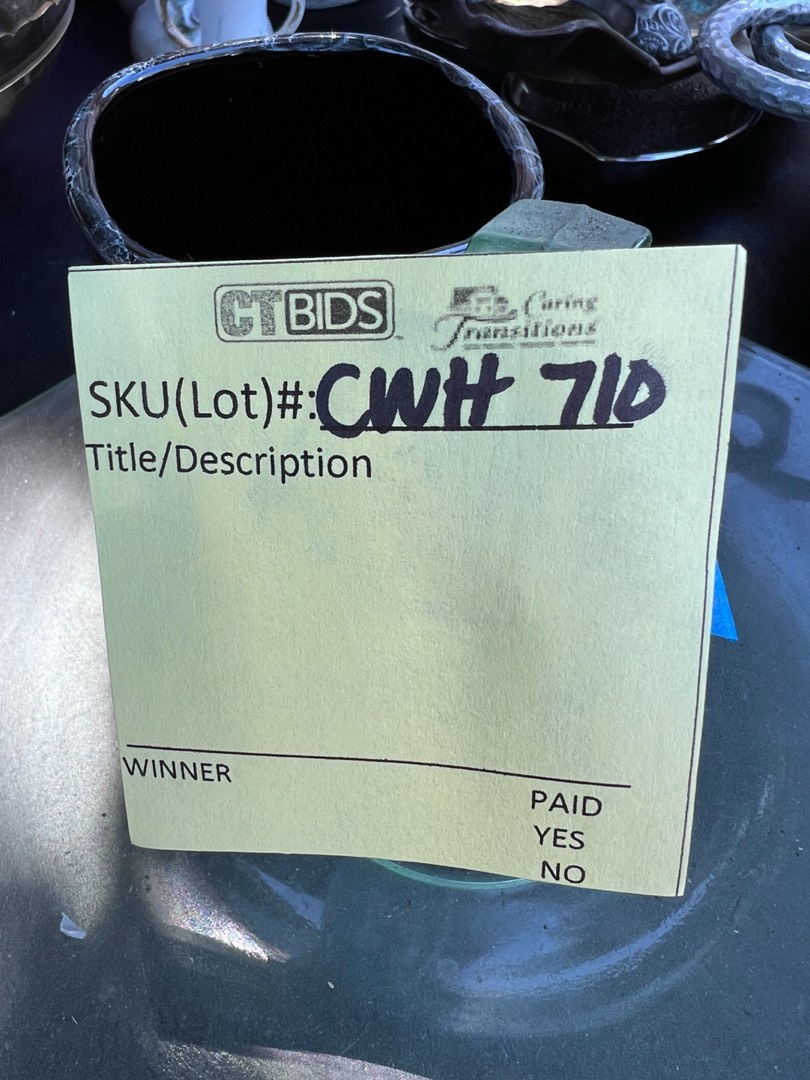 CTBIDS
Caring
Transitions
SKU(Lot)#: CWH 710
Title/Description
WINNER
PAID
YES
NO